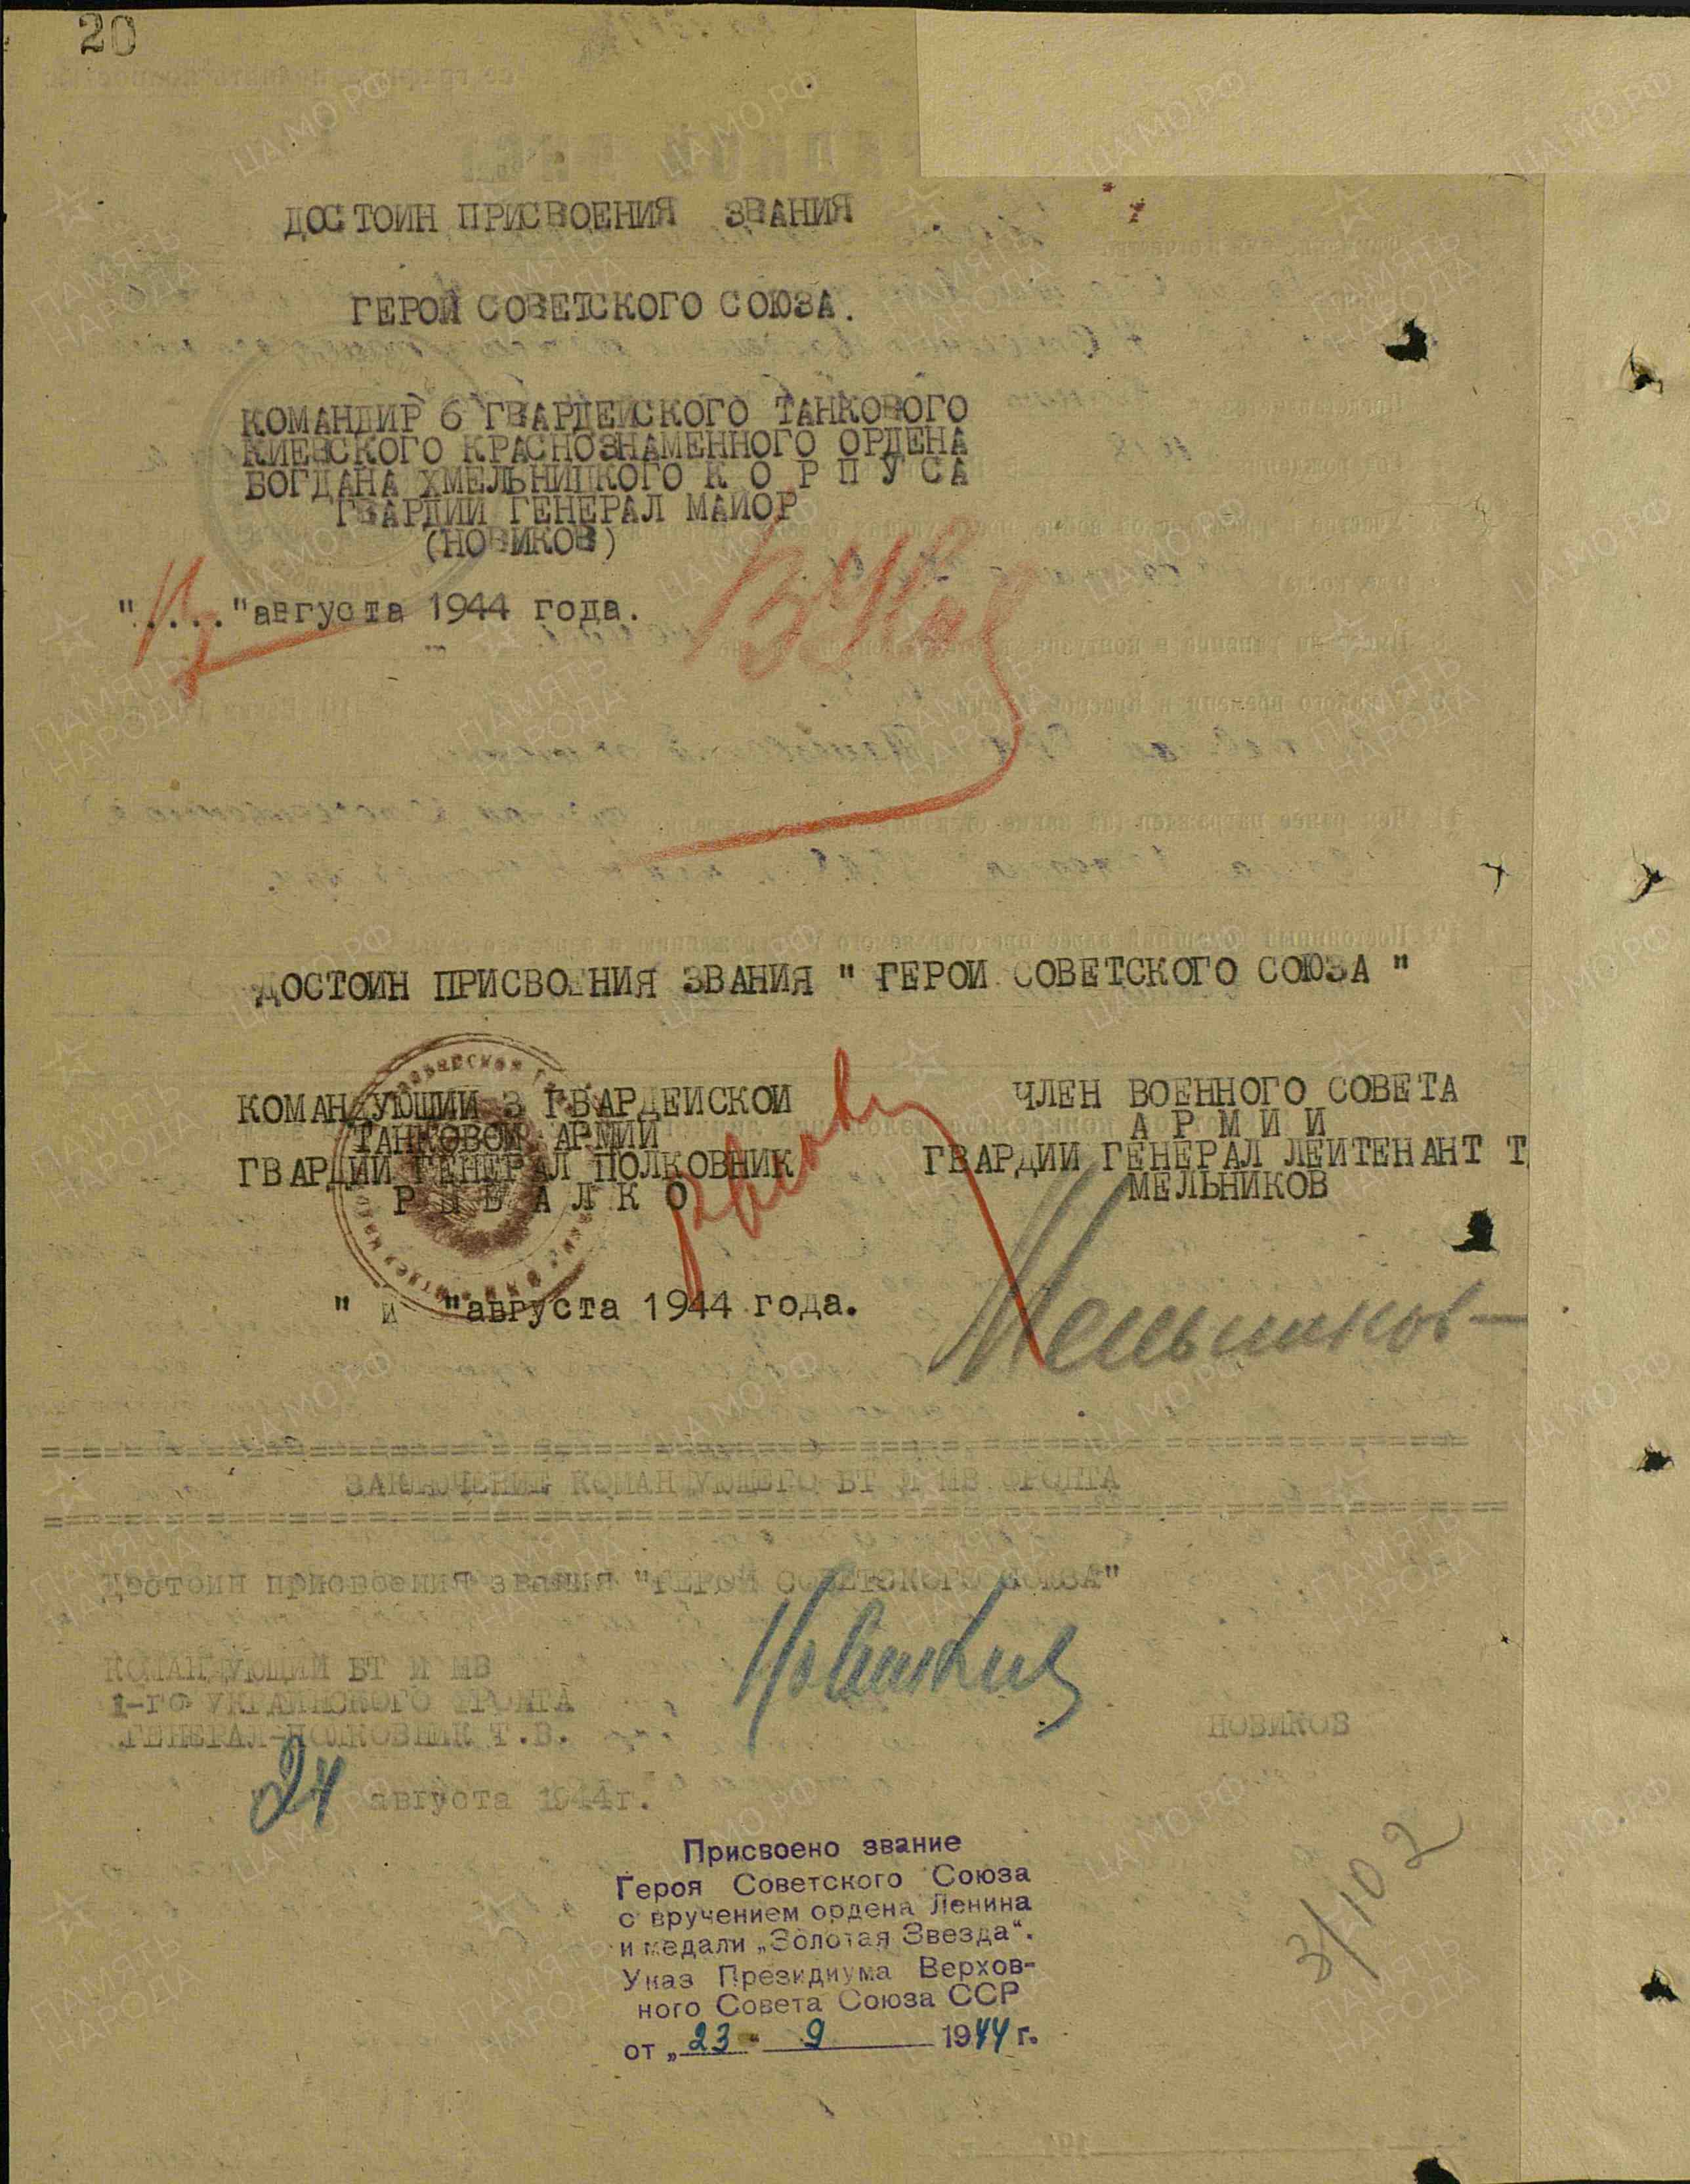 20
ДОСТОИН ПРИСВОЕНИЯ ЗВАНИЯ
ГЕРОЙ СОВЕТСКОГО СОЮЗА.
КОМАНДИР 6 ГВАРДЕЙСКОГО ТАНКОВОГО
КИЕВСКОГО КРАСНОЗНАМЕННОГО ОРДЕНА
БОГДАНА ХМЕЛЬНИЦКОГО К О Р П У С А
ГВАРДИИ ГЕНЕРАЛ МАЙОР
(НОВИКОВ)
"...."августа 1944 года.
ДОСТОИН ПРИСВОЕНИЯ ЗВАНИЯ " ГЕРОЙ СОВЕТСКОГО СОЮЗА "
КОМАНДУЮЩИЙ 3 ГВАРДЕЙСКОЙ
ТАНКОВОЙ АРМИИ
ГВАРДИИ ГЕНЕРАЛ ПОЛКОВНИК
Р Ы Б А Л К О
ЧЛЕН ВОЕННОГО СОВЕТА
А Р М И И
ГВАРДИИ ГЕНЕРАЛ ЛЕЙТЕНАНТ Т
МЕЛЬНИКОВ
Мельников
" "августа 1944 года.
ЗАКЛЮЧЕНИЕ КОМАНДУЮЩЕГО БТ И МВ ФРОНТА
Достоин присвоения звания "ГЕРОЙ СОВЕТСКОГО СОЮЗА"
КОМАНДУЮЩИЙ БТ И МВ
1-ГО УКРАИНСКОГО ФРОНТА
ГЕНЕРАЛ-ПОЛКОВНИК Т.В.
НОВИКОВ
24 августа 1944г.
Присвоено звание
Героя Советского Союза
с вручением ордена Ленина
и медали „Золотая Звезда“.
Указ Президиума Верхов-
ного Совета Союза ССР
от „23 " 9 1944 г.
3/102